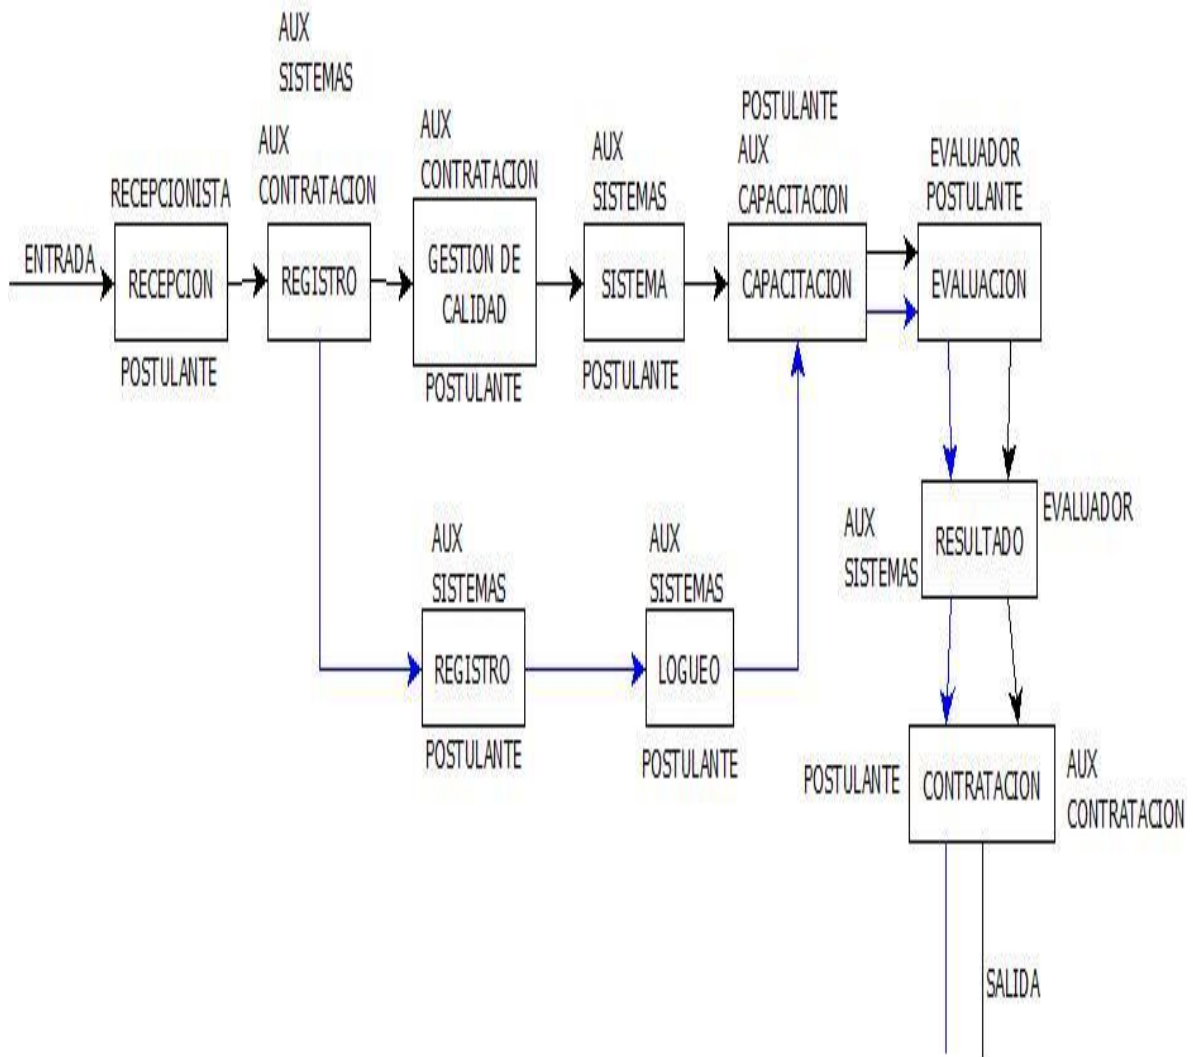 AUX
SISTEMAS
AUX
CONTRATACION
RECEPCIONISTA
ENTRADA
RECEPCION
POSTULANTE
REGISTRO
AUX
CONTRATACION
GESTION DE
CALIDAD
POSTULANTE
AUX
SISTEMAS
SISTEMA
POSTULANTE
POSTULANTE
AUX
CAPACITACION
CAPACITACION
EVALUADOR
POSTULANTE
EVALUACION
AUX
SISTEMAS
REGISTRO
POSTULANTE
AUX
SISTEMAS
LOGUEO
POSTULANTE
AUX
SISTEMAS
RESULTADO
EVALUADOR
POSTULANTE
CONTRATACION
AUX
CONTRATACION
SALIDA